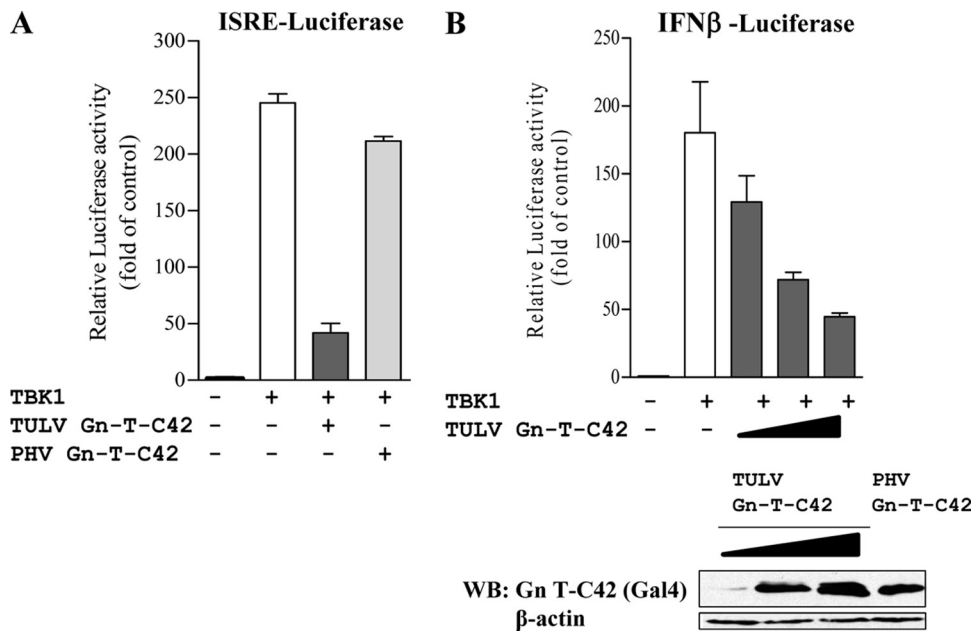 A
ISRE-Luciferase
Relative Luciferase activity
(fold of control)
300
250
200
150
100
50
0
TBK1 – + + +
TULV Gn-T-C42 – – + –
PHV Gn-T-C42 – – – +
B
IFNβ -Luciferase
Relative Luciferase activity
(fold of control)
250
200
150
100
50
0
TBK1 – + + + +
TULV Gn-T-C42 – –
TULV PHV
Gn-T-C42 Gn-T-C42
WB: Gn T-C42 (Gal4)
β-actin